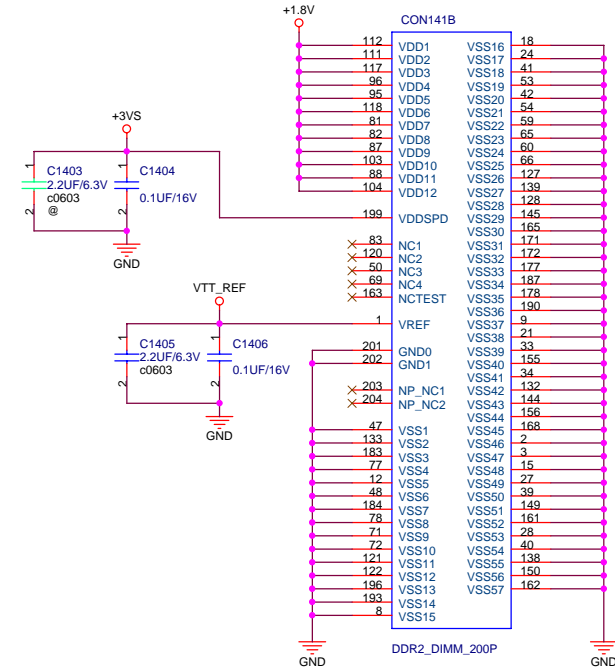 +1.8V
CON141B
112 VDD1 VSS16 18
111 VDD2 VSS17 24
117 VDD3 VSS18 41
96 VDD4 VSS19 53
95 VDD5 VSS20 42
118 VDD6 VSS21 54
81 VDD7 VSS22 59
82 VDD8 VSS23 65
87 VDD9 VSS24 60
103 VDD10 VSS25 66
88 VDD11 VSS26 127
104 VDD12 VSS27 139
VSS28 128
199 VDDSPD VSS29 145
VSS30 165
83 NC1 VSS31 171
120 NC2 VSS32 172
50 NC3 VSS33 177
69 NC4 VSS34 187
163 NCTEST VSS35 178
VSS36 190
1 VREF VSS37 9
VSS38 21
201 GND0 VSS39 33
202 GND1 VSS40 155
VSS41 34
203 NP_NC1 VSS42 132
204 NP_NC2 VSS43 144
VSS44 156
47 VSS1 VSS45 168
133 VSS2 VSS46 2
183 VSS3 VSS47 3
77 VSS4 VSS48 15
12 VSS5 VSS49 27
48 VSS6 VSS50 39
184 VSS7 VSS51 149
78 VSS8 VSS52 161
71 VSS9 VSS53 28
72 VSS10 VSS54 40
121 VSS11 VSS55 138
122 VSS12 VSS56 150
196 VSS13 VSS57 162
193 VSS14
8 VSS15
DDR2_DIMM_200P
GND
GND
+3VS
1
C1403
2.2UF/6.3V
c0603
@
2
1
C1404
0.1UF/16V
2
GND
VTT_REF
1
C1405
2.2UF/6.3V
c0603
2
1
C1406
0.1UF/16V
2
GND